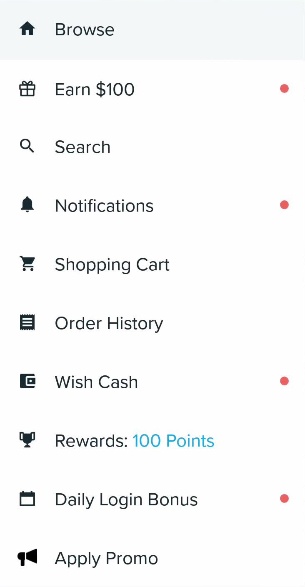 Browse
Earn $100
Search
Notifications
Shopping Cart
Order History
Wish Cash
Rewards: 100 Points
Daily Login Bonus
Apply Promo